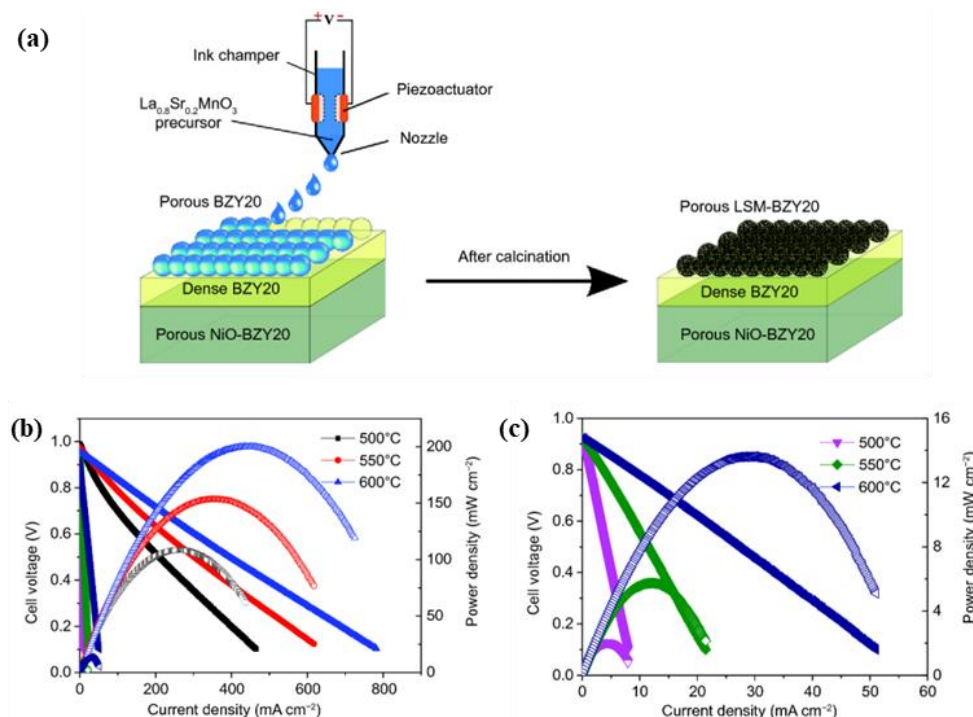 (a)
+ V -
Ink champer
Piezoactuator
La0.8Sr0.2MnO3
precursor
Nozzle
Porous BZY20
Dense BZY20
Porous NiO-BZY20
After calcination
Porous LSM-BZY20
Dense BZY20
Porous NiO-BZY20
(b)
500°C
550°C
600°C
Cell voltage (V)
1.0
0.8
0.6
0.4
0.2
0.0
0
200
400
600
800
Current density (mA cm⁻²)
200
150
100
50
0
Power density (mW cm⁻²)
(c)
500°C
550°C
600°C
Cell voltage (V)
1.0
0.8
0.6
0.4
0.2
0.0
0
10
20
30
40
50
60
Current density (mA cm⁻²)
16
12
8
4
0
Power density (mW cm⁻²)